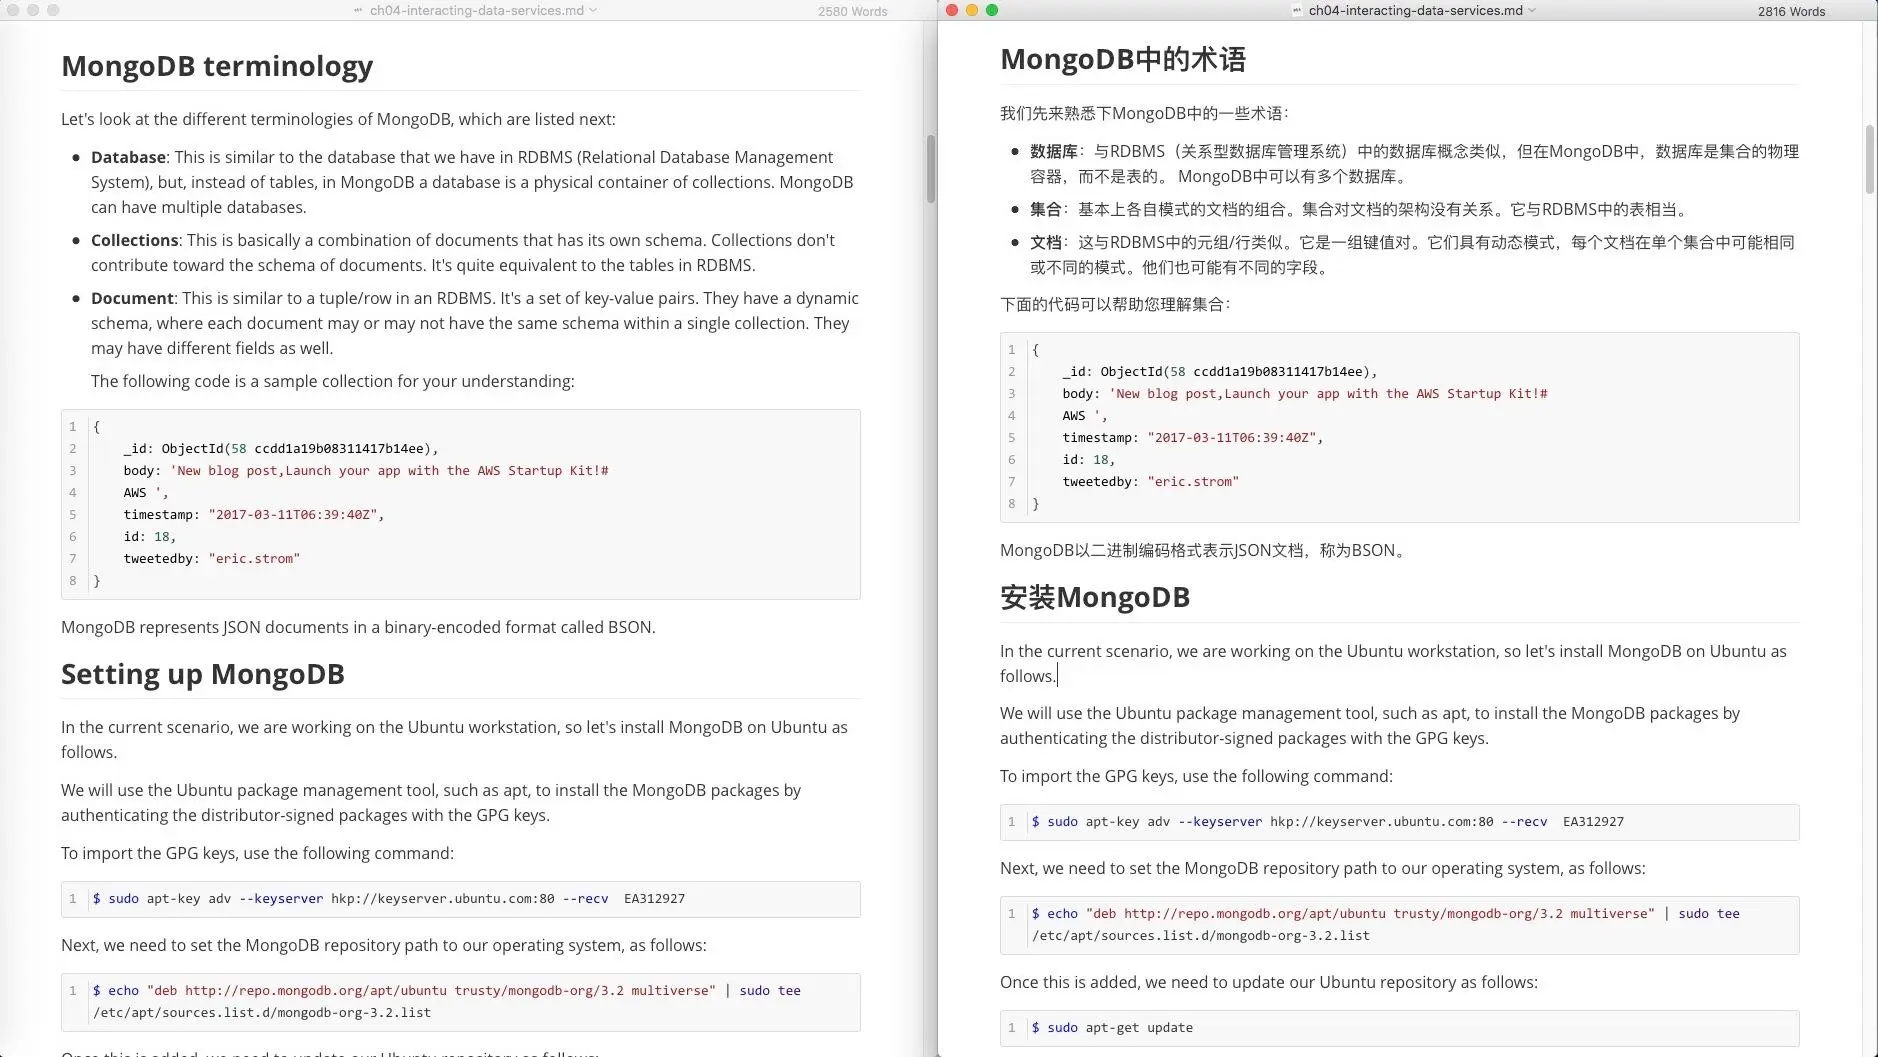 ch04-interacting-data-services.md
2580 Words
MongoDB terminology
Let's look at the different terminologies of MongoDB, which are listed next:
Database: This is similar to the database that we have in RDBMS (Relational Database Management
System), but, instead of tables, in MongoDB a database is a physical container of collections. MongoDB
can have multiple databases.
Collections: This is basically a combination of documents that has its own schema. Collections don't
contribute toward the schema of documents. It's quite equivalent to the tables in RDBMS.
Document: This is similar to a tuple/row in an RDBMS. It's a set of key-value pairs. They have a dynamic
schema, where each document may or may not have the same schema within a single collection. They
may have different fields as well.
The following code is a sample collection for your understanding:
1 {
2 _id: ObjectId(58 ccdd1a19b08311417b14ee),
3 body: 'New blog post,Launch your app with the AWS Startup Kit!#
4 AWS ',
5 timestamp: "2017-03-11T06:39:40Z",
6 id: 18,
7 tweetedby: "eric.strom"
8 }
MongoDB represents JSON documents in a binary-encoded format called BSON.
Setting up MongoDB
In the current scenario, we are working on the Ubuntu workstation, so let's install MongoDB on Ubuntu as
follows.
We will use the Ubuntu package management tool, such as apt, to install the MongoDB packages by
authenticating the distributor-signed packages with the GPG keys.
To import the GPG keys, use the following command:
1 $ sudo apt-key adv --keyserver hkp://keyserver.ubuntu.com:80 --recv  EA312927
Next, we need to set the MongoDB repository path to our operating system, as follows:
1 $ echo "deb http://repo.mongodb.org/apt/ubuntu trusty/mongodb-org/3.2 multiverse" | sudo tee
/etc/apt/sources.list.d/mongodb-org-3.2.list
Once this is added, we need to update our Ubuntu repository as follows:
ch04-interacting-data-services.md
2816 Words
MongoDB中的术语
我们先来熟悉下MongoDB中的一些术语：
数据库：与RDBMS（关系型数据库管理系统）中的数据库概念类似，但在MongoDB中，数据库是集合的物理
容器，而不是表的。 MongoDB中可以有多个数据库。
集合：基本上各自模式的文档的组合。集合对文档的架构没有关系。它与RDBMS中的表相当。
文档：这与RDBMS中的元组/行类似。它是一组键值对。它们具有动态模式，每个文档在单个集合中可能相同
或不同的模式。他们也可能有不同的字段。
下面的代码可以帮助您理解集合：
1 {
2 _id: ObjectId(58 ccdd1a19b08311417b14ee),
3 body: 'New blog post,Launch your app with the AWS Startup Kit!#
4 AWS ',
5 timestamp: "2017-03-11T06:39:40Z",
6 id: 18,
7 tweetedby: "eric.strom"
8 }
MongoDB以二进制编码格式表示JSON文档，称为BSON。
安装MongoDB
In the current scenario, we are working on the Ubuntu workstation, so let's install MongoDB on Ubuntu as
follows.
We will use the Ubuntu package management tool, such as apt, to install the MongoDB packages by
authenticating the distributor-signed packages with the GPG keys.
To import the GPG keys, use the following command:
1 $ sudo apt-key adv --keyserver hkp://keyserver.ubuntu.com:80 --recv  EA312927
Next, we need to set the MongoDB repository path to our operating system, as follows:
1 $ echo "deb http://repo.mongodb.org/apt/ubuntu trusty/mongodb-org/3.2 multiverse" | sudo tee
/etc/apt/sources.list.d/mongodb-org-3.2.list
Once this is added, we need to update our Ubuntu repository as follows:
1 $ sudo apt-get update